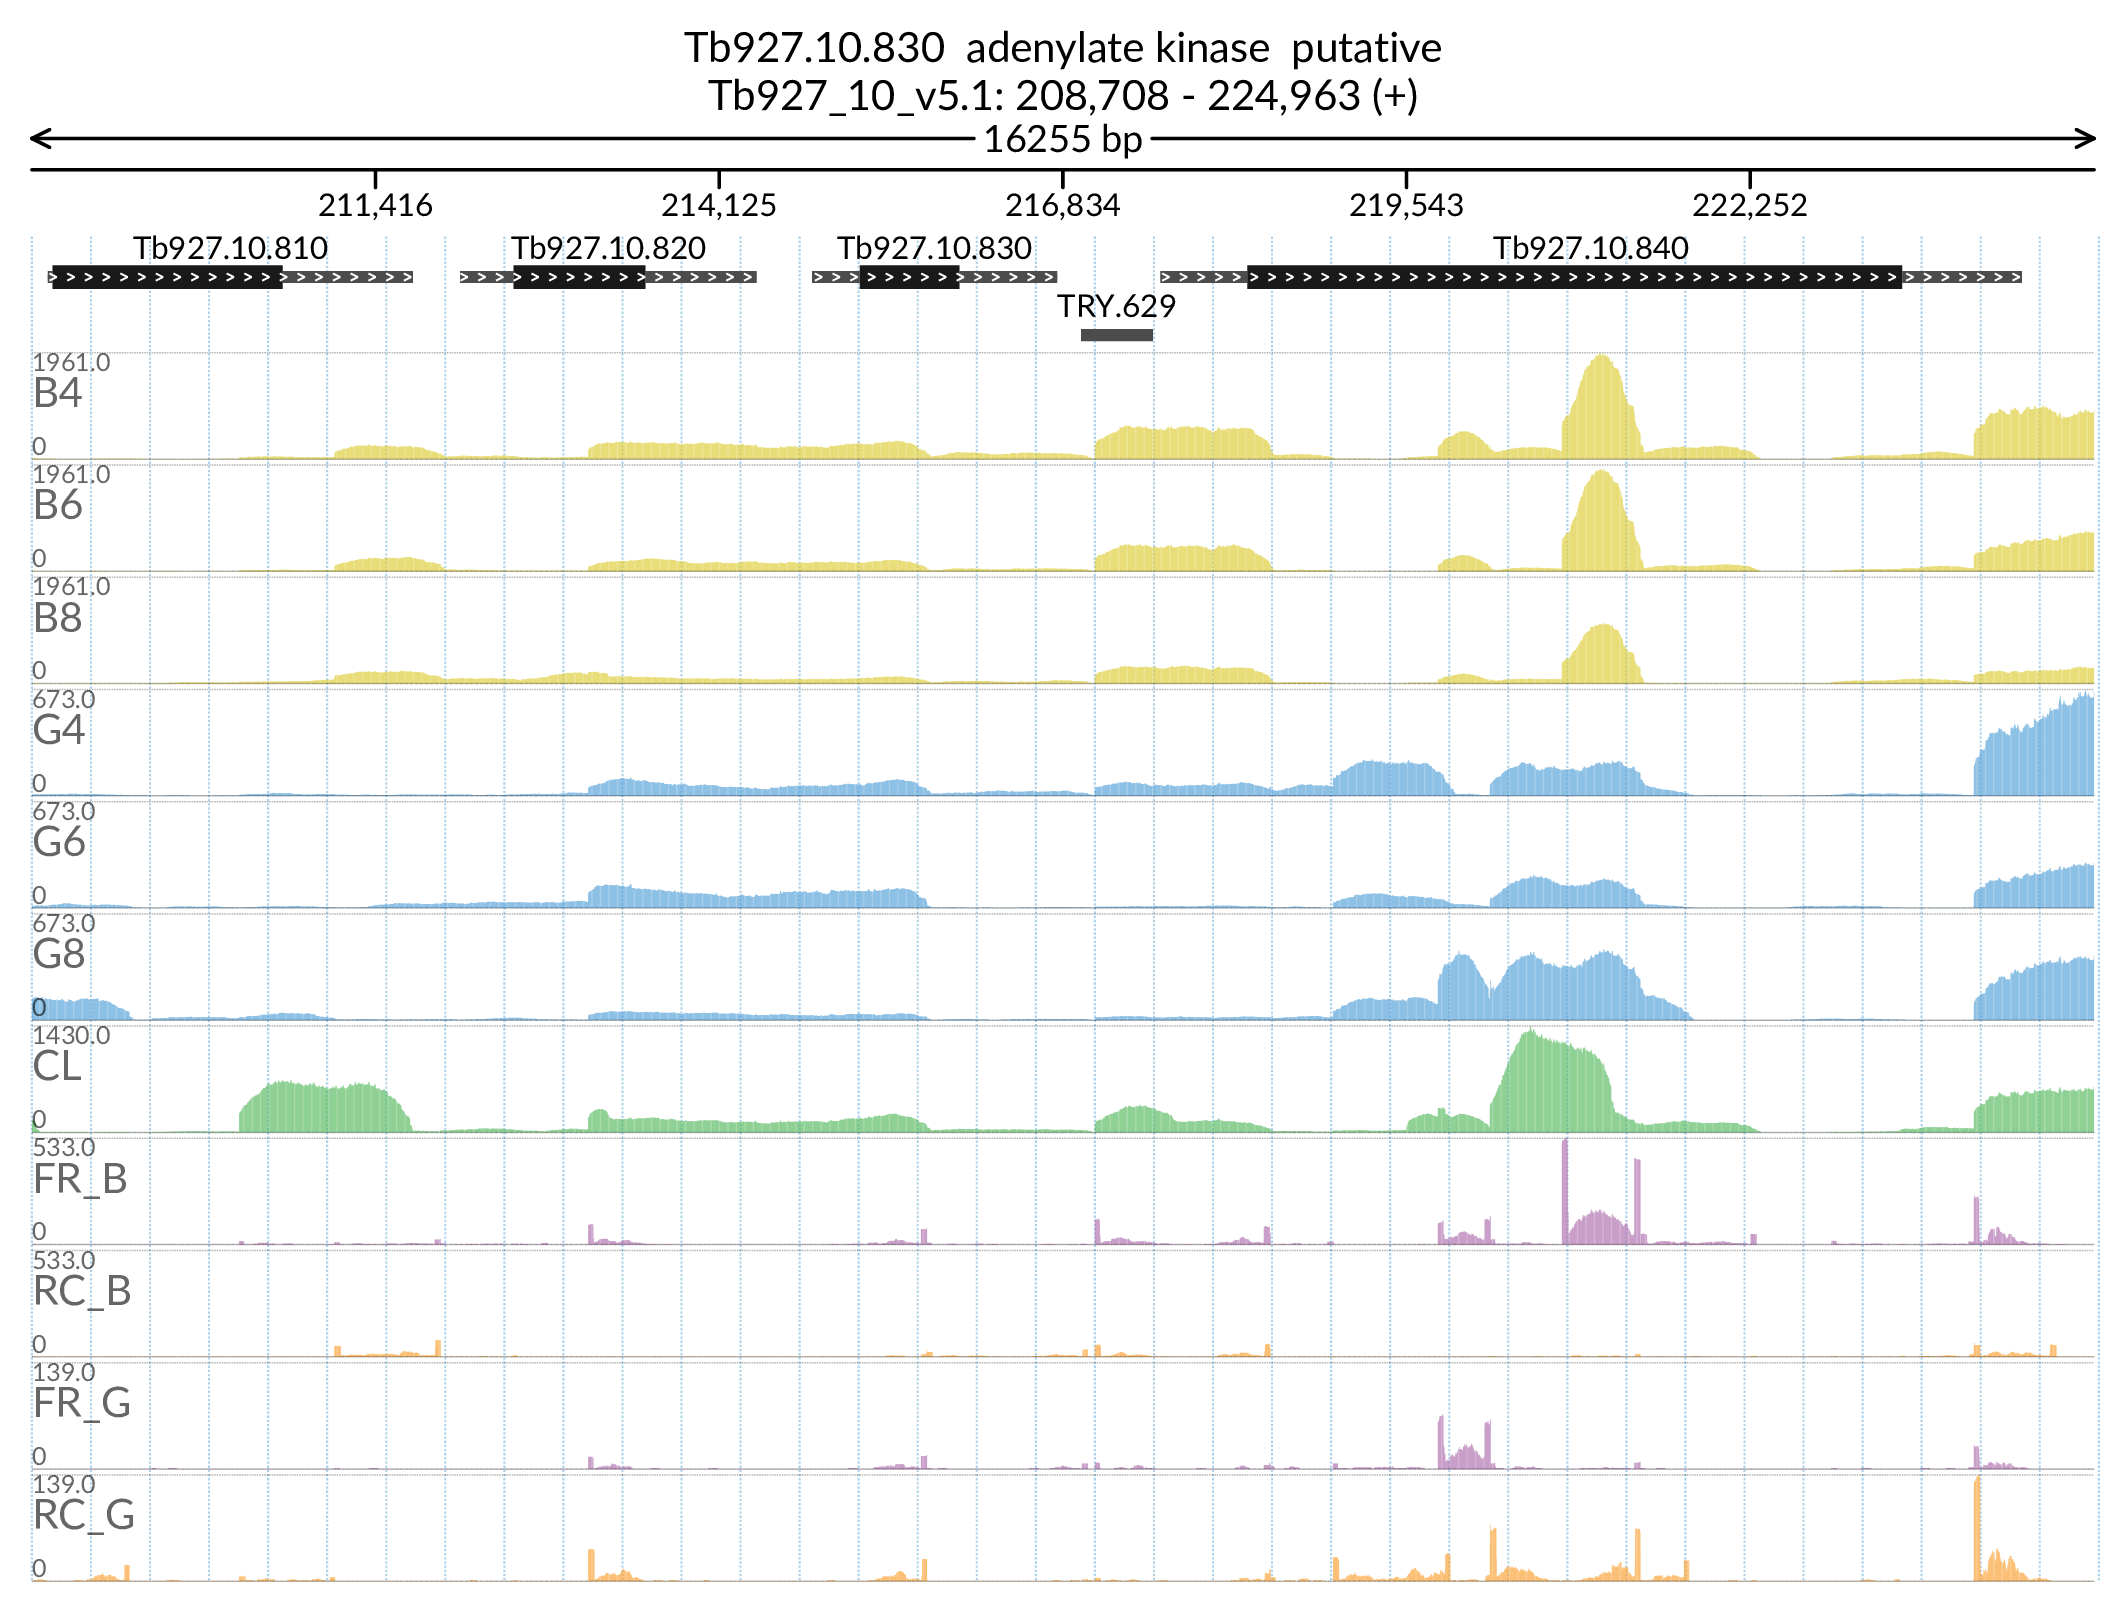 Tb927.10.830  adenylate kinase  putative
Tb927_10_v5.1: 208,708 - 224,963 (+)
16255 bp
211,416 214,125 216,834 219,543 222,252
Tb927.10.810 Tb927.10.820 Tb927.10.830 Tb927.10.840
TRY.629
1961.0
B4
0
1961.0
B6
0
1961.0
B8
0
673.0
G4
0
673.0
G6
0
673.0
G8
0
1430.0
CL
0
533.0
FR_B
0
533.0
RC_B
0
139.0
FR_G
0
139.0
RC_G
0